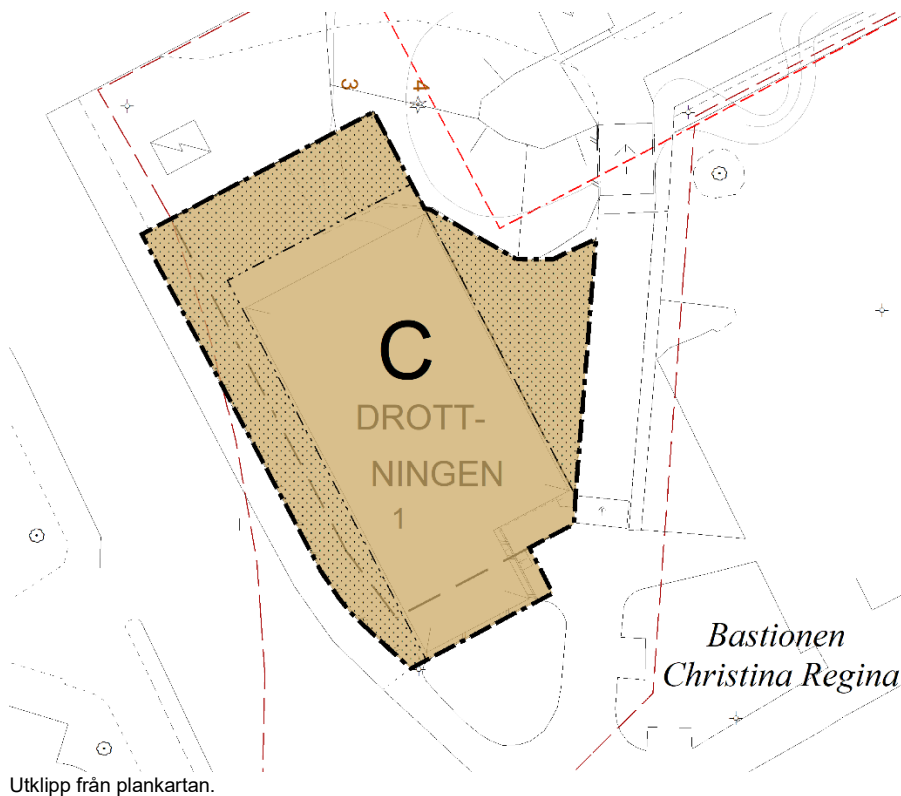 3
4
C
DROTT-
NINGEN
1
Bastionen
Christina Regina
Utklipp från plankartan.